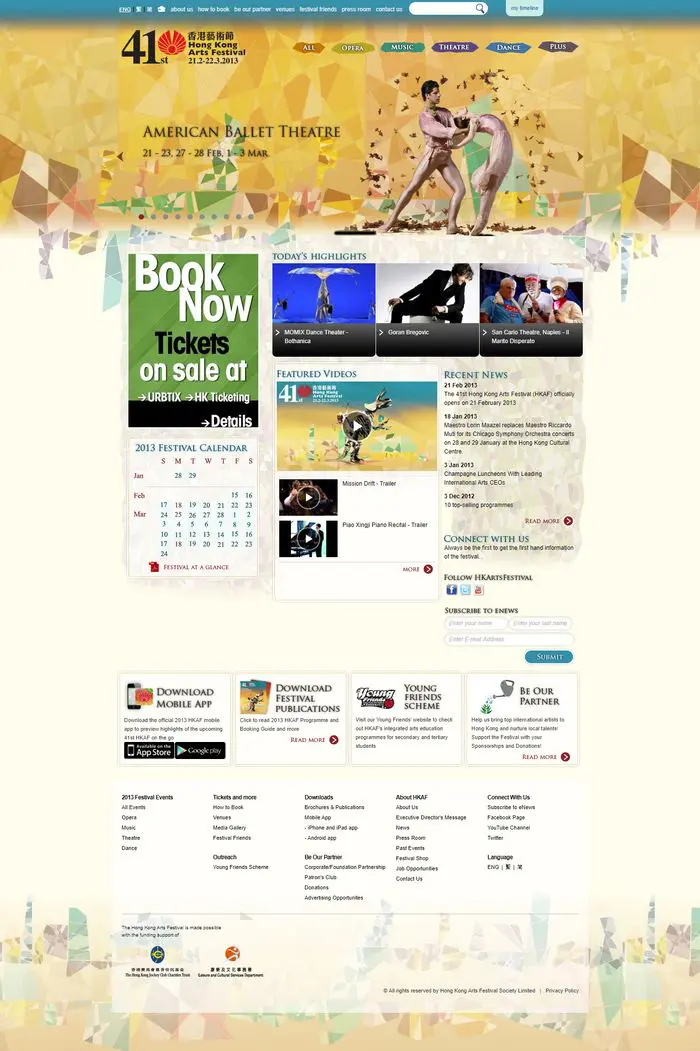 ENG | 繁 | 简 about us how to book be our partner venues festival friends press room contact us
my timeline
41st
香港藝術節
Hong Kong
Arts Festival
21.2-22.3.2013
ALL OPERA MUSIC THEATRE DANCE PLUS
AMERICAN BALLET THEATRE
21 - 23, 27 - 28 FEB, 1 - 3 MAR
BOOK
NOW
Tickets
on sale at
URBTIX HK Ticketing
Details
TODAY'S HIGHLIGHTS
MOMIX Dance Theater -
Bothanica
Goran Bregovic
San Carlo Theatre, Naples - Il
Marito Disperato
2013 FESTIVAL CALENDAR
S M T W T F S
Jan 28 29
Feb 15 16
17 18 19 20 21 22 23
Mar 24 25 26 27 28 1 2
3 4 5 6 7 8 9
10 11 12 13 14 15 16
17 18 19 20 21 22 23
24
FESTIVAL AT A GLANCE
FEATURED VIDEOS
41st
香港藝術節
Hong Kong
Arts Festival
21.2-22.3.2013
Mission Drift - Trailer
Piao Xingji Piano Recital - Trailer
MORE
RECENT NEWS
21 Feb 2013
The 41st Hong Kong Arts Festival (HKAF) officially
opens on 21 February 2013
18 Jan 2013
Maestro Lorin Maazel replaces Maestro Riccardo
Muti for its Chicago Symphony Orchestra concerts
on 28 and 29 January at the Hong Kong Cultural
Centre.
3 Jan 2013
Champagne Luncheons With Leading
International Arts CEOs
3 Dec 2012
10 top-selling programmes
READ MORE
CONNECT WITH US
Always be the first to get the first hand information
of the festival...
FOLLOW HKARTSFESTIVAL
SUBSCRIBE TO ENEWS
Enter your name Enter your last name
Enter E-mail Address
SUBMIT
DOWNLOAD
MOBILE APP
Download the official 2013 HKAF mobile
app to preview highlights of the upcoming
41st HKAF on the go
Available on the
App Store
Google play
DOWNLOAD
FESTIVAL
PUBLICATIONS
Click to read 2013 HKAF Programme and
Booking Guide and more
READ MORE
Young
Friends
YOUNG
FRIENDS
SCHEME
Visit our Young Friends' website to check
out HKAF's integrated arts education
programmes for secondary and tertiary
students
BE OUR
PARTNER
Help us bring top international artists to
Hong Kong and nurture local talents!
Support the Festival with your
Sponsorships and Donations!
READ MORE
2013 Festival Events
All Events
Opera
Music
Theatre
Dance
Tickets and more
How to Book
Venues
Media Gallery
Festival Friends
Outreach
Young Friends Scheme
Downloads
Brochures & Publications
Mobile App
- iPhone and iPad app
- Android app
Be Our Partner
Corporate/Foundation Partnership
Patron's Club
Donations
Advertising Opportunites
About HKAF
About Us
Executive Director's Message
News
Press Room
Past Events
Festival Shop
Job Opportunities
Contact Us
Connect With Us
Subscribe to eNews
Facebook Page
YouTube Channel
Twitter
Language
ENG | 繁 | 简
The Hong Kong Arts Festival is made possible
with the funding support of
香港賽馬會慈善信託基金
The Hong Kong Jockey Club Charities Trust
康樂及文化事務署
Leisure and Cultural Services Department
© All rights reserved by Hong Kong Arts Festival Society Limited | Privacy Policy